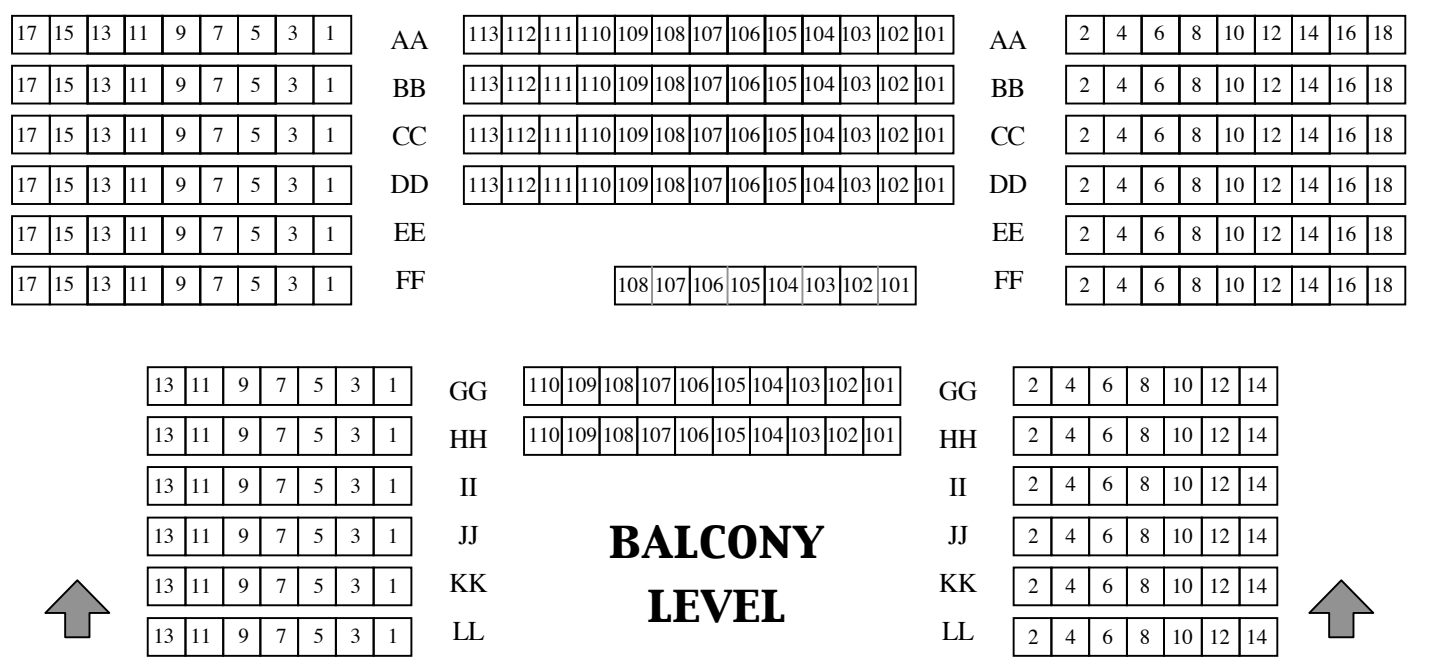 17 15 13 11 9 7 5 3 1 AA 113 112 111 110 109 108 107 106 105 104 103 102 101 AA 2 4 6 8 10 12 14 16 18
17 15 13 11 9 7 5 3 1 BB 113 112 111 110 109 108 107 106 105 104 103 102 101 BB 2 4 6 8 10 12 14 16 18
17 15 13 11 9 7 5 3 1 CC 113 112 111 110 109 108 107 106 105 104 103 102 101 CC 2 4 6 8 10 12 14 16 18
17 15 13 11 9 7 5 3 1 DD 113 112 111 110 109 108 107 106 105 104 103 102 101 DD 2 4 6 8 10 12 14 16 18
17 15 13 11 9 7 5 3 1 EE EE 2 4 6 8 10 12 14 16 18
17 15 13 11 9 7 5 3 1 FF 108 107 106 105 104 103 102 101 FF 2 4 6 8 10 12 14 16 18
13 11 9 7 5 3 1 GG 110 109 108 107 106 105 104 103 102 101 GG 2 4 6 8 10 12 14
13 11 9 7 5 3 1 HH 110 109 108 107 106 105 104 103 102 101 HH 2 4 6 8 10 12 14
13 11 9 7 5 3 1 II II 2 4 6 8 10 12 14
13 11 9 7 5 3 1 JJ BALCONY JJ 2 4 6 8 10 12 14
13 11 9 7 5 3 1 KK LEVEL KK 2 4 6 8 10 12 14
13 11 9 7 5 3 1 LL LL 2 4 6 8 10 12 14